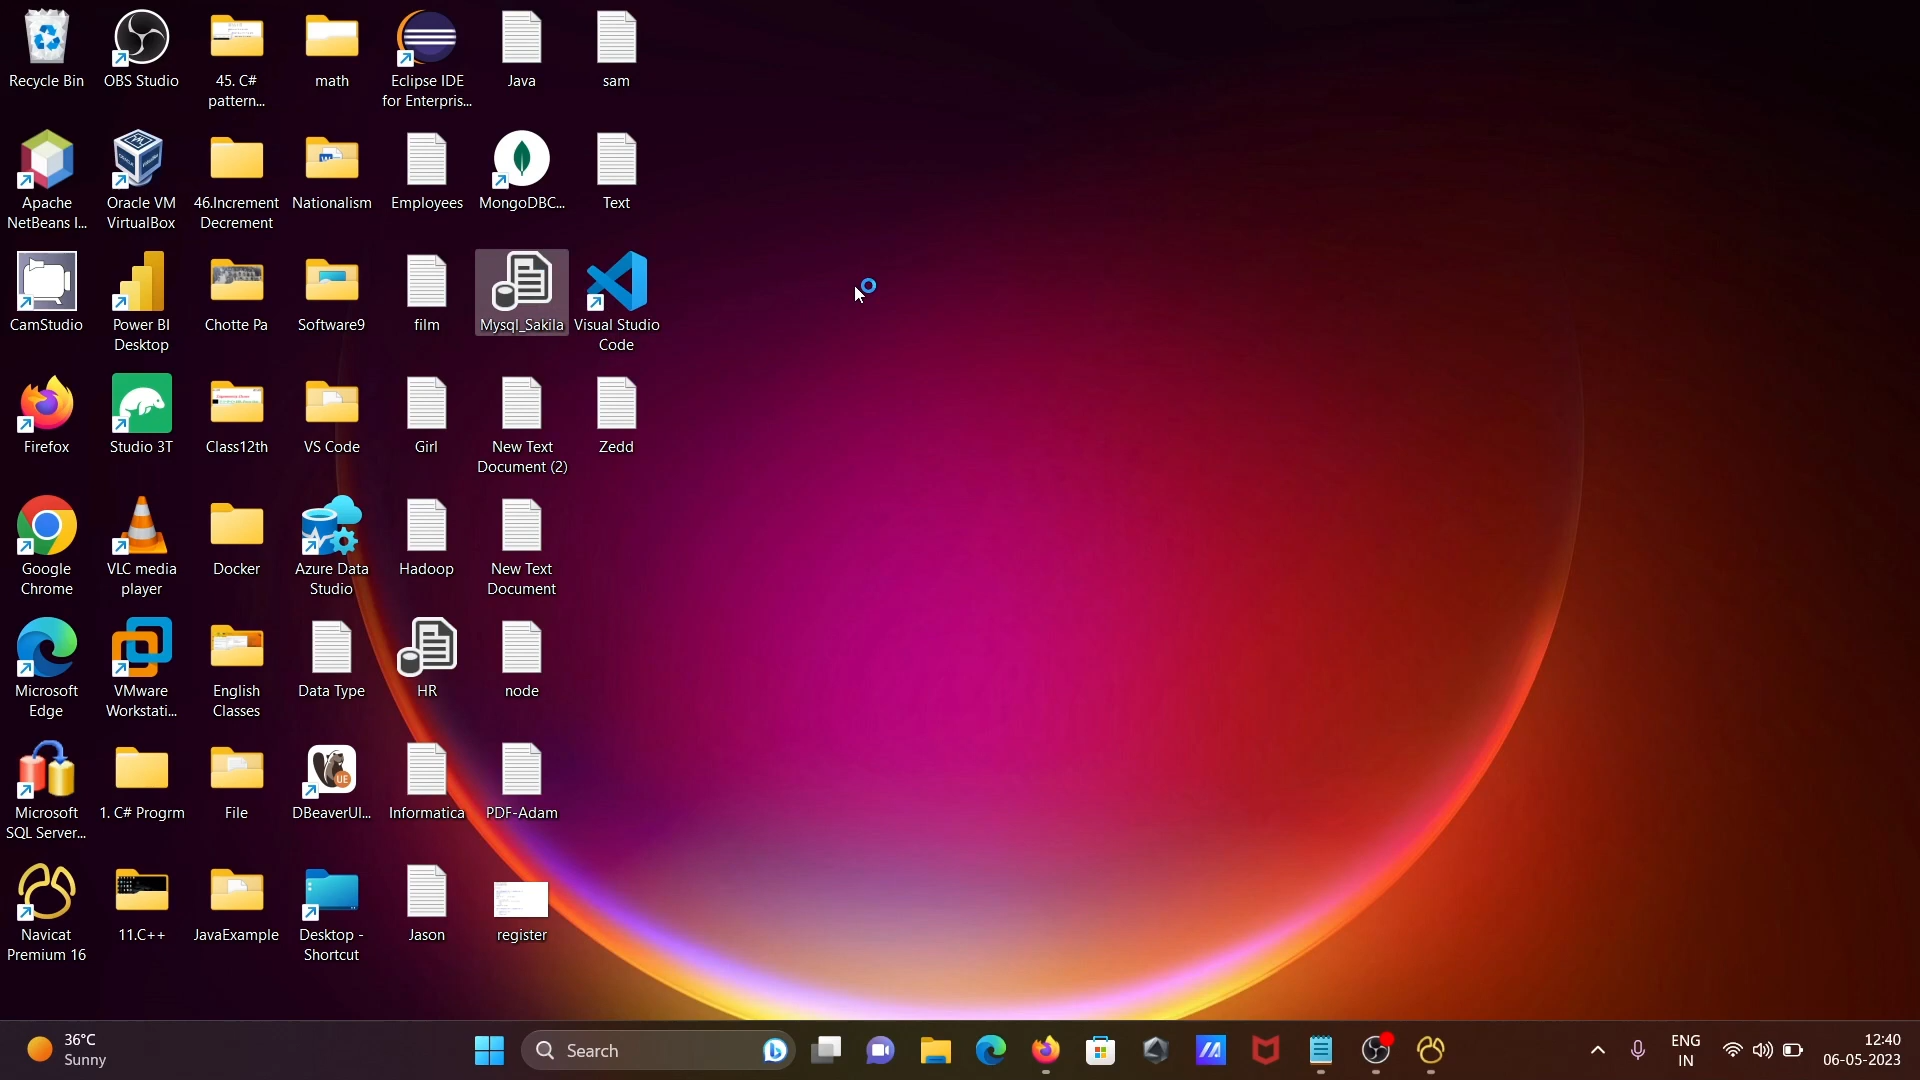 Recycle Bin
OBS Studio
45. C#
pattern...
math
Eclipse IDE
for Enterpris...
Java
sam
Apache
NetBeans I...
Oracle VM
VirtualBox
46.Increment
Decrement
Nationalism
Employees
MongoDBC...
Text
CamStudio
Power BI
Desktop
Chotte Pa
Software9
film
Mysql_Sakila
Visual Studio
Code
Firefox
Studio 3T
Class12th
VS Code
Girl
New Text
Document (2)
Zedd
Google
Chrome
VLC media
player
Docker
Azure Data
Studio
Hadoop
New Text
Document
Microsoft
Edge
VMware
Workstati...
English
Classes
Data Type
HR
node
Microsoft
SQL Server...
1. C# Progrm
File
UE
DBeaverUl...
Informatica
PDF-Adam
Navicat
Premium 16
11.C++
JavaExample
Desktop -
Shortcut
Jason
register
36°C
Sunny
Search
ENG
IN
12:40
06-05-2023